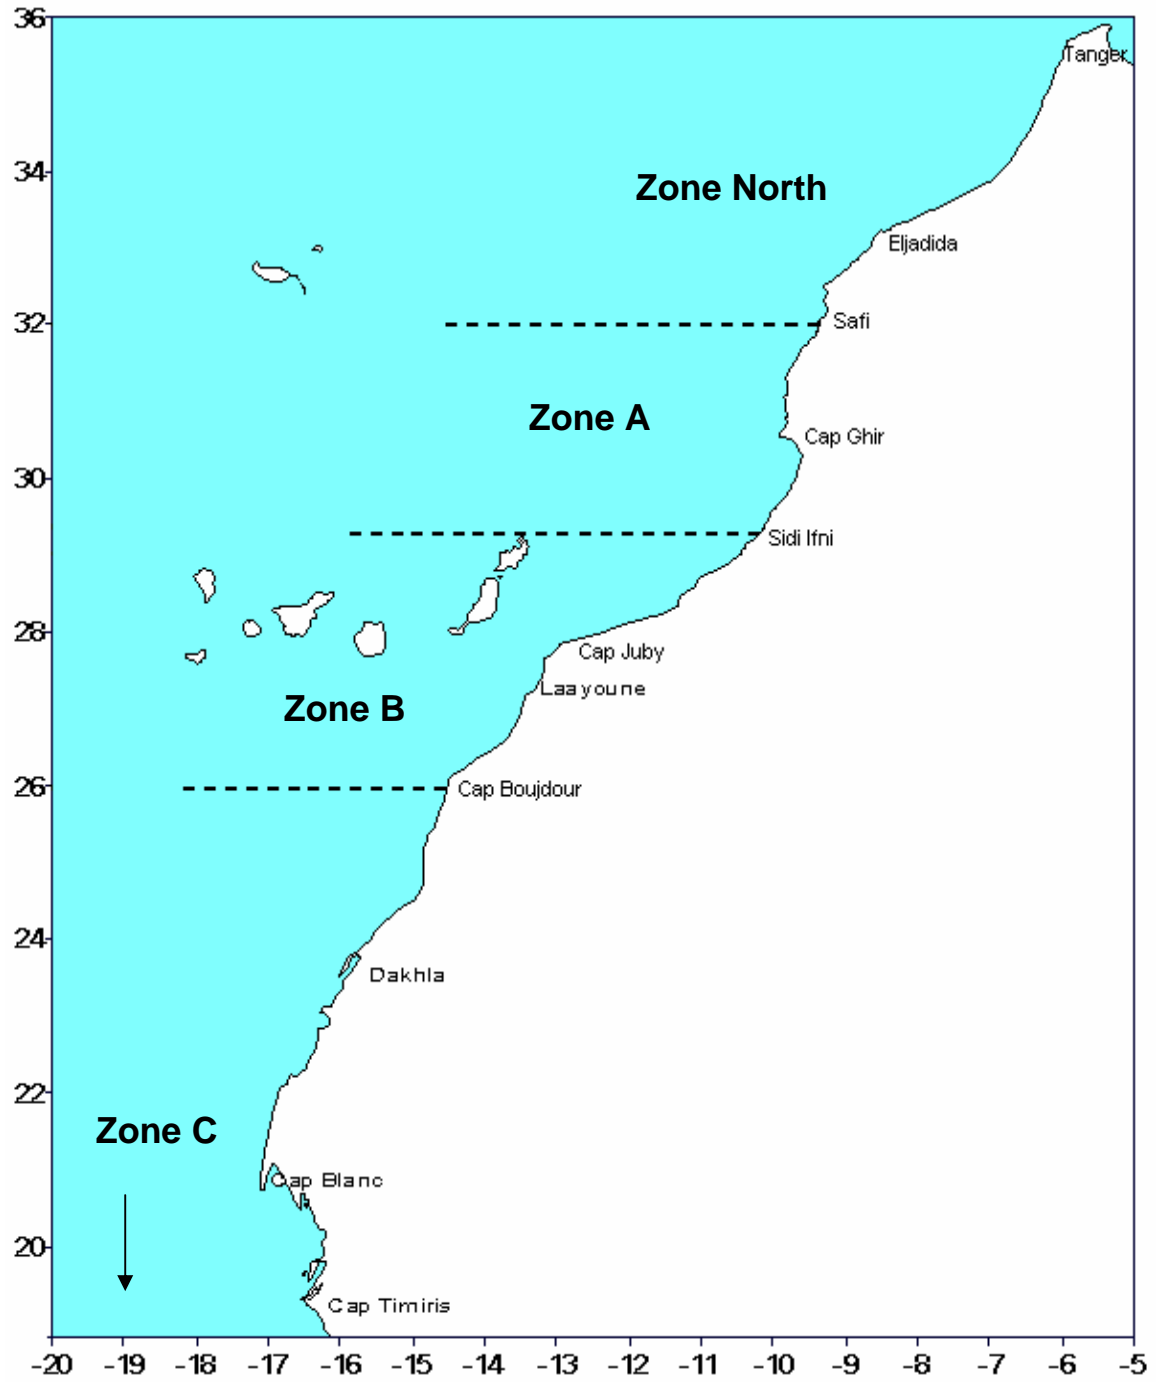 36
Tanger
34
Zone North
Eljadida
32
Safi
Zone A
Cap Ghir
30
Sidi Ifni
28
Cap Juby
Laayoune
Zone B
26
Cap Boujdour
24
Dakhla
22
Zone C
Cap Blanc
20
Cap Timiris
-20 -19 -18 -17 -16 -15 -14 -13 -12 -11 -10 -9 -8 -7 -6 -5